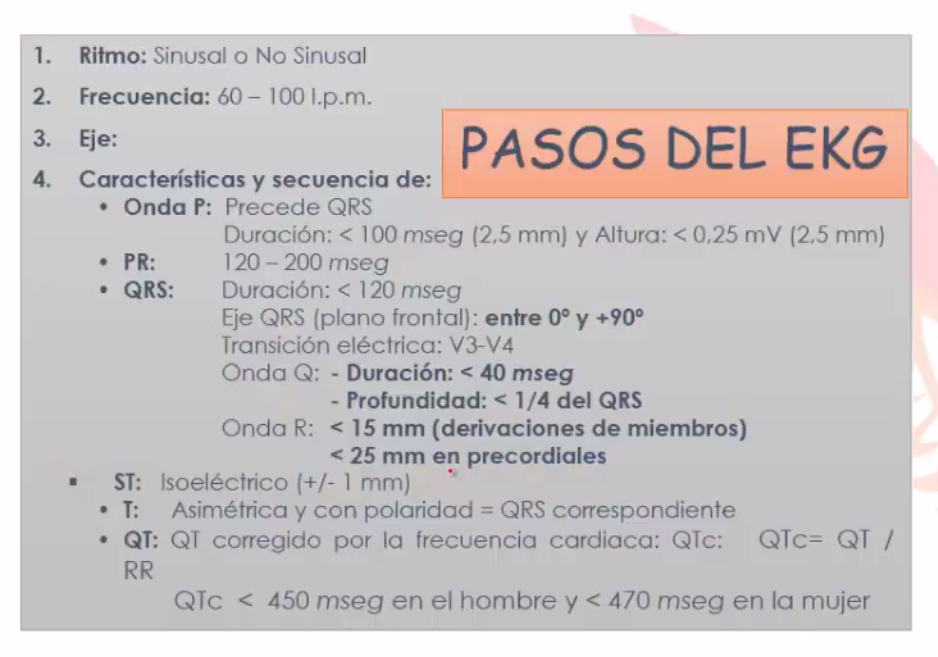 1. Ritmo: Sinusal o No Sinusal
2. Frecuencia: 60 – 100 l.p.m.
3. Eje:
PASOS DEL EKG
4. Características y secuencia de:
• Onda P: Precede QRS
Duración: < 100 mseg (2,5 mm) y Altura: < 0,25 mV (2,5 mm)
• PR: 120 – 200 mseg
• QRS: Duración: < 120 mseg
Eje QRS (plano frontal): entre 0º y +90º
Transición eléctrica: V3-V4
Onda Q: - Duración: < 40 mseg
- Profundidad: < 1/4 del QRS
Onda R: < 15 mm (derivaciones de miembros)
< 25 mm en precordiales
▪ ST: Isoeléctrico (+/- 1 mm)
• T: Asimétrica y con polaridad = QRS correspondiente
• QT: QT corregido por la frecuencia cardiaca: QTc: QTc= QT /
RR
QTc < 450 mseg en el hombre y < 470 mseg en la mujer